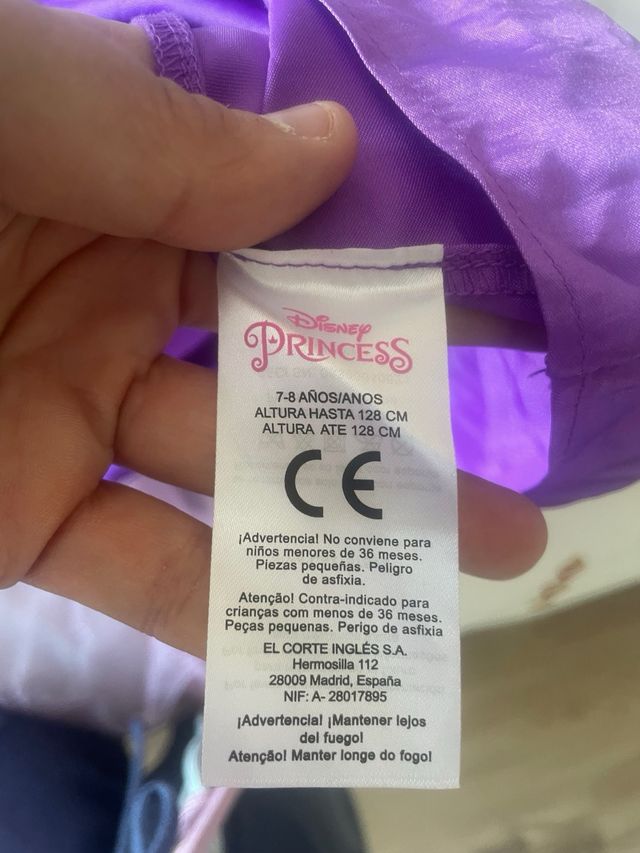 Disney
PRINCESS
7-8 AÑOS/ANOS
ALTURA HASTA 128 CM
ALTURA ATE 128 CM
CE
¡Advertencia! No conviene para
niños menores de 36 meses.
Piezas pequeñas. Peligro
de asfixia.
Atenção! Contra-indicado para
crianças com menos de 36 meses.
Peças pequenas. Perigo de asfixia
EL CORTE INGLÉS S.A.
Hermosilla 112
28009 Madrid, España
NIF: A- 28017895
¡Advertencia! ¡Mantener lejos
del fuego!
Atenção! Manter longe do fogo!